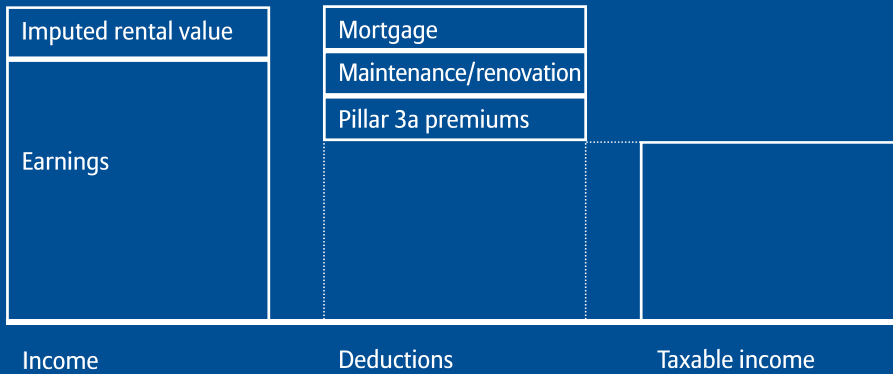 Imputed rental value
Earnings
Mortgage
Maintenance/renovation
Pillar 3a premiums
Income
Deductions
Taxable income